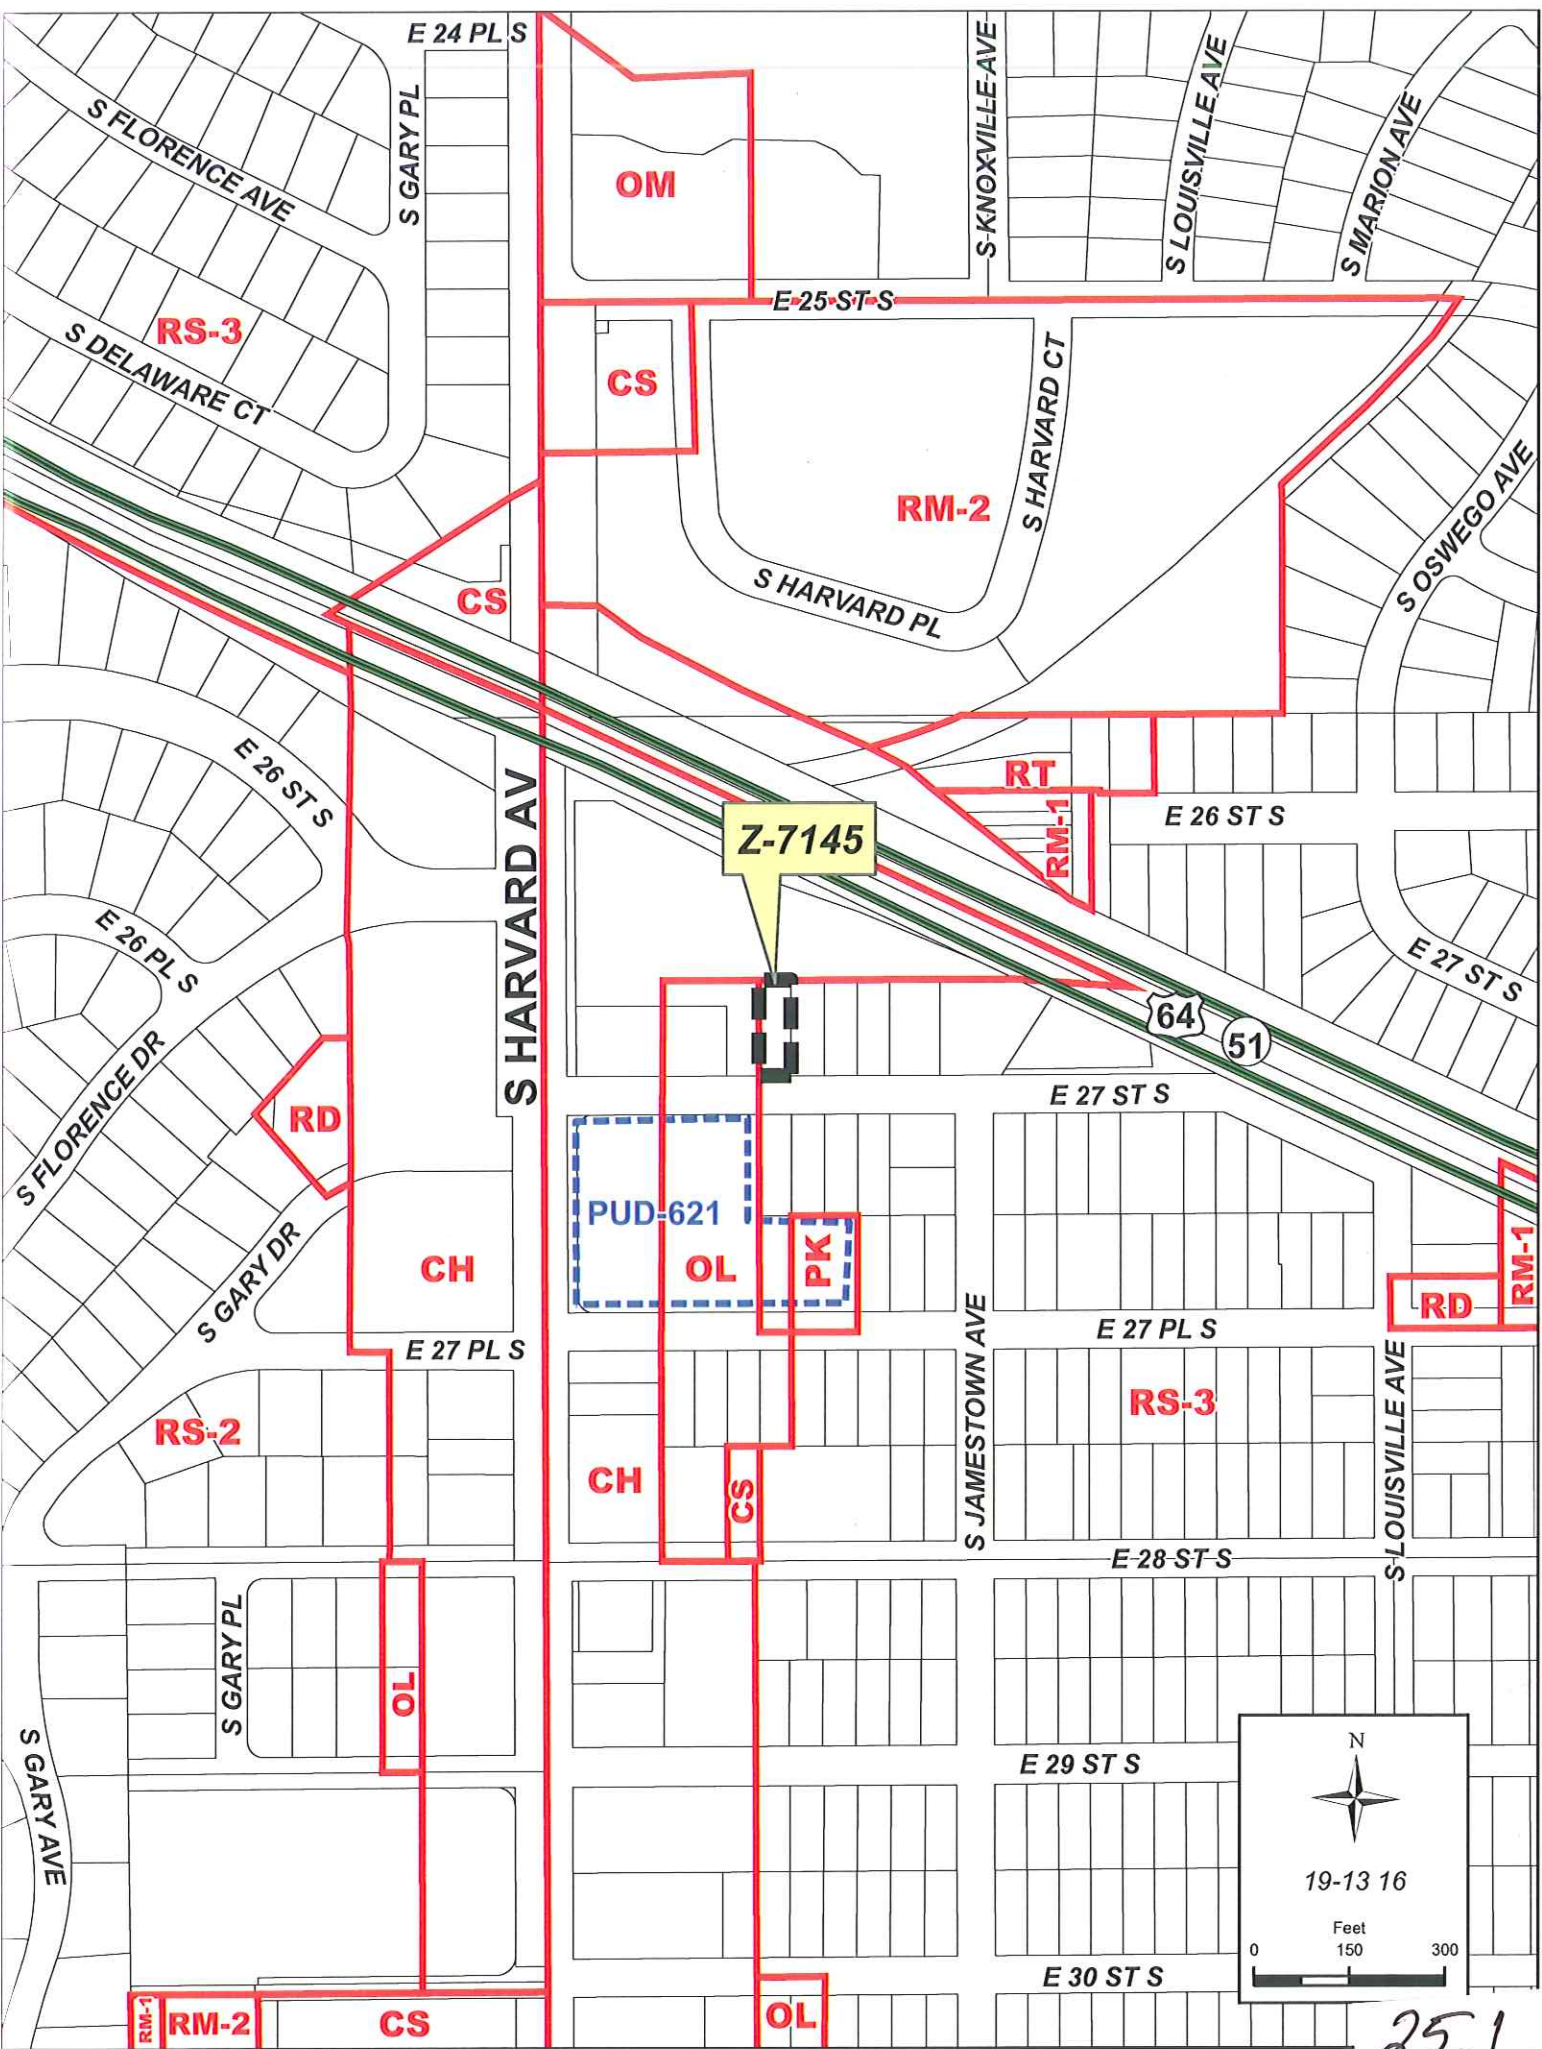 E 24 PL S
S FLORENCE AVE
S GARY PL
OM
S KNOXVILLE AVE
S LOUISVILLE AVE
S MARION AVE
E 25 ST S
RS-3
S DELAWARE CT
CS
S HARVARD CT
RM-2
S OSWEGO AVE
CS
S HARVARD PL
E 26 ST S
RT
RM-1
E 26 ST S
S HARVARD AV
Z-7145
E 26 PL S
E 27 ST S
64
51
S FLORENCE DR
RD
E 27 ST S
PUD-621
S GARY DR
CH
OL
PK
RM-1
RD
E 27 PL S
E 27 PL S
S JAMESTOWN AVE
S LOUISVILLE AVE
RS-2
RS-3
CH
CS
E 28 ST S
S GARY PL
OL
S GARY AVE
E 29 ST S
N
19-13 16
Feet
0 150 300
E 30 ST S
RM-1
RM-2
CS
OL
25.1